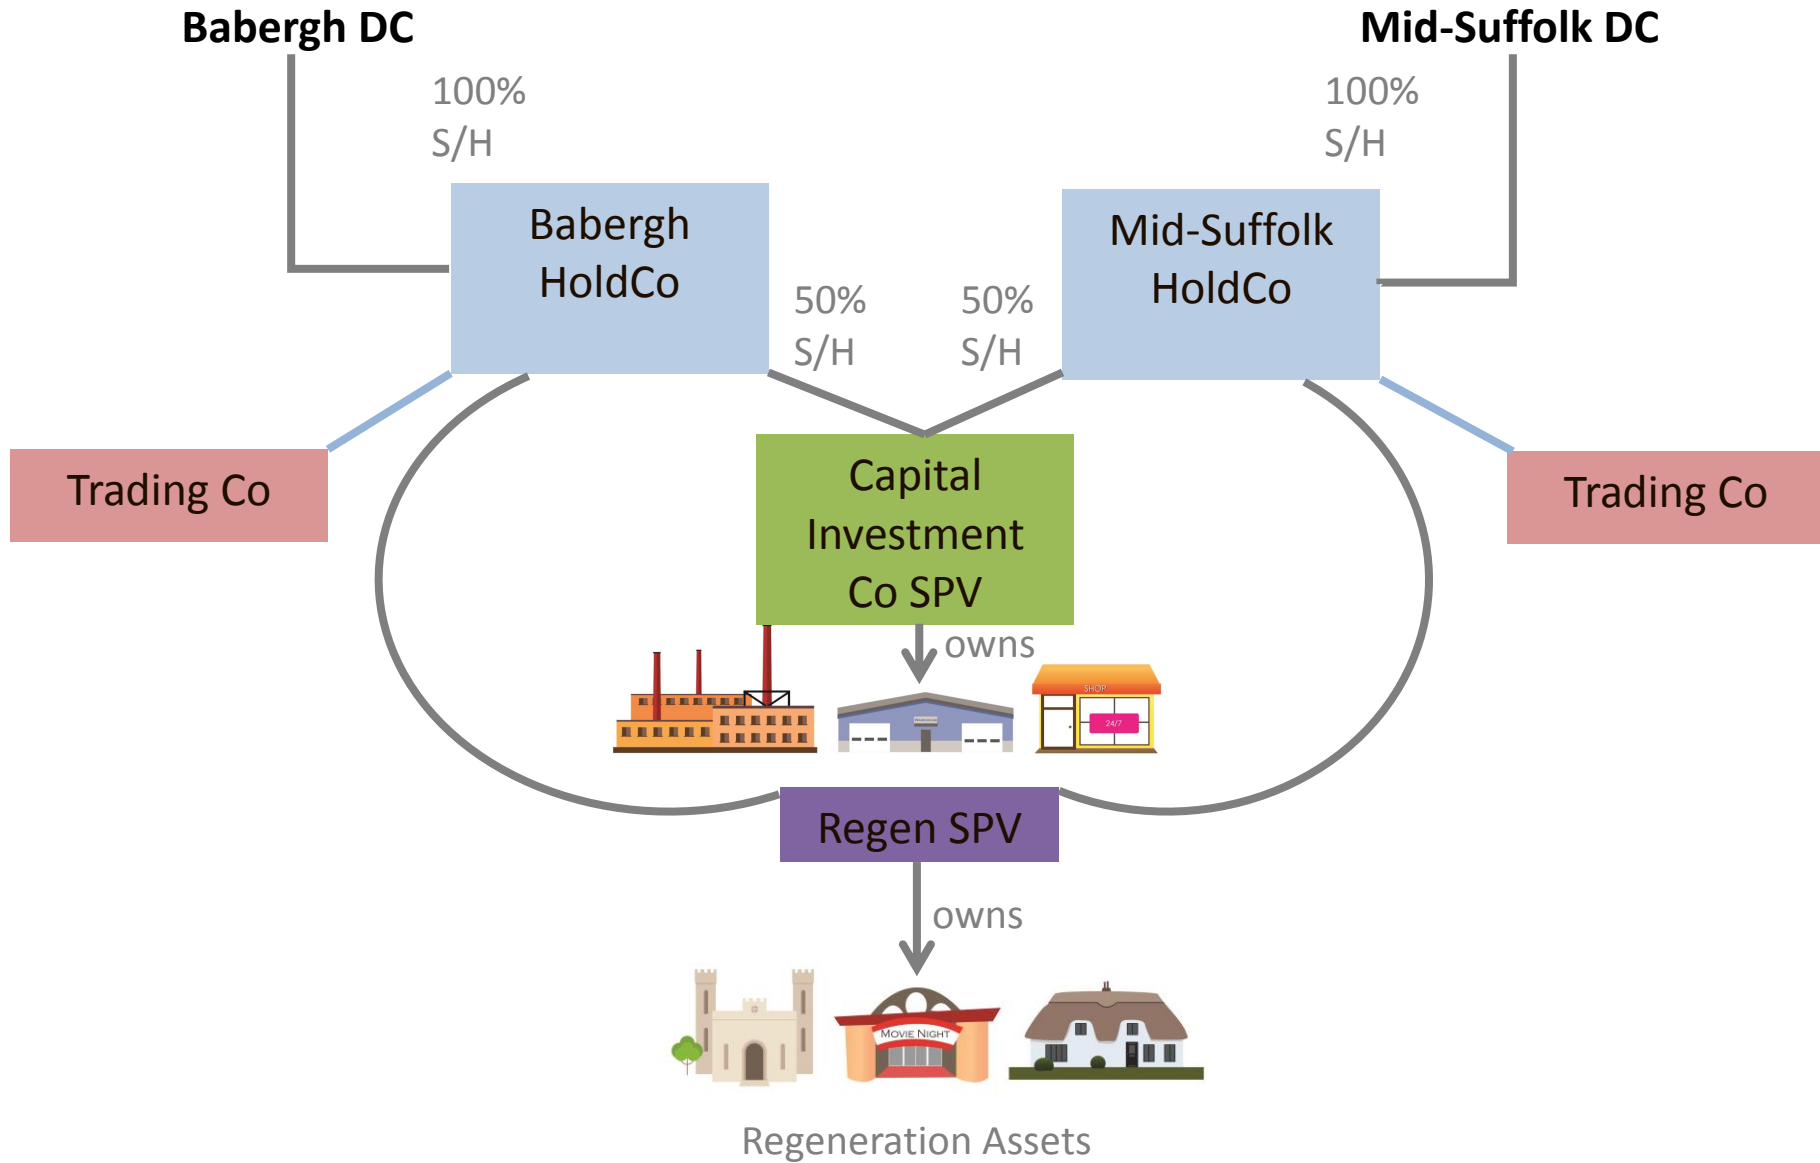 Babergh DC
Mid-Suffolk DC
100%
S/H
100%
S/H
Babergh
HoldCo
Mid-Suffolk
HoldCo
50%
S/H
50%
S/H
Trading Co
Capital
Investment
Co SPV
Trading Co
owns
SHOP
24/7
Regen SPV
owns
MOVIE NIGHT
Regeneration Assets